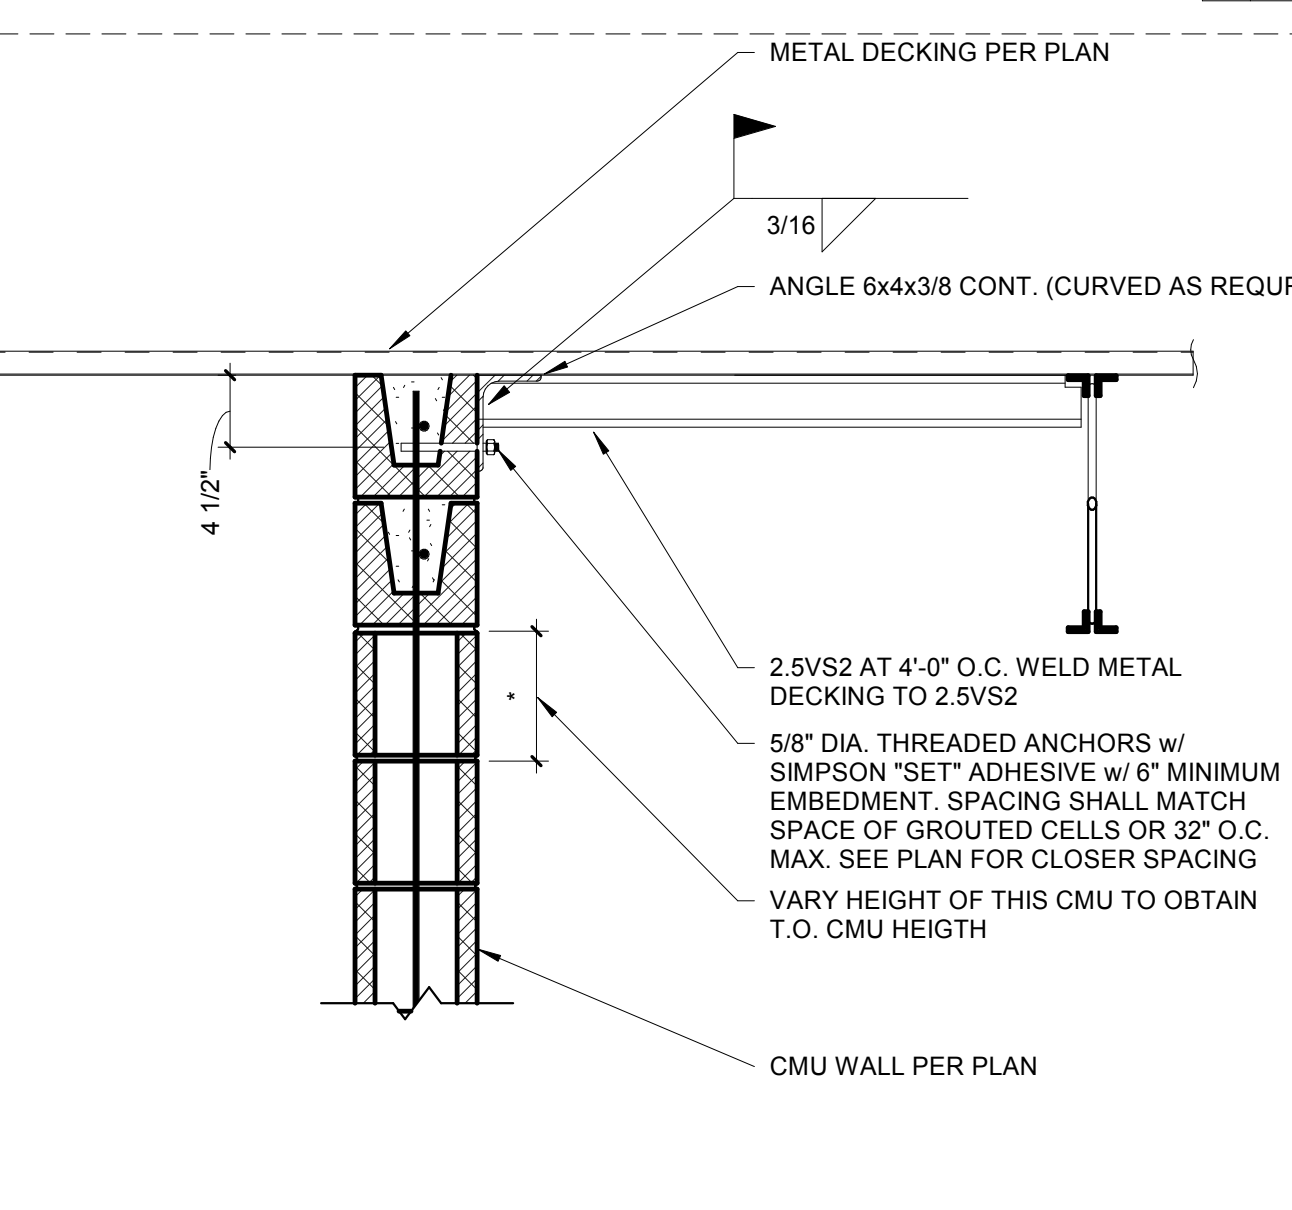 METAL DECKING PER PLAN
3/16
ANGLE 6x4x3/8 CONT. (CURVED AS
4 1/2"
*
2.5VS2 AT 4'-0" O.C. WELD METAL
DECKING TO 2.5VS2
5/8" DIA. THREADED ANCHORS w/
SIMPSON "SET" ADHESIVE w/ 6" MINIMUM
EMBEDMENT. SPACING SHALL MATCH
SPACE OF GROUTED CELLS OR 32" O.C.
MAX. SEE PLAN FOR CLOSER SPACING
VARY HEIGHT OF THIS CMU TO OBTAIN
T.O. CMU HEIGTH
CMU WALL PER PLAN